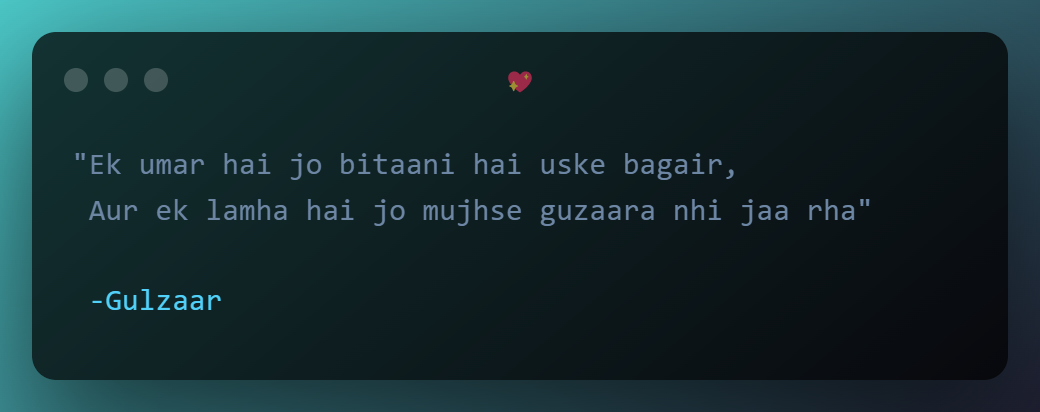 "Ek umar hai jo bitaani hai uske bagair,
Aur ek lamha hai jo mujhse guzaara nhi jaa rha"
-Gulzaar